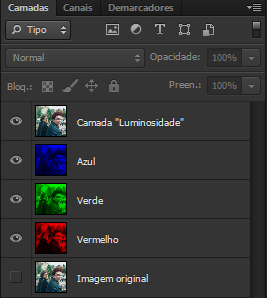 Camadas Canais Demarcadores
Tipo
Normal Opacidade: 100%
Bloq.: Preen.: 100%
Camada "Luminosidade"
Azul
Verde
Vermelho
Imagem original